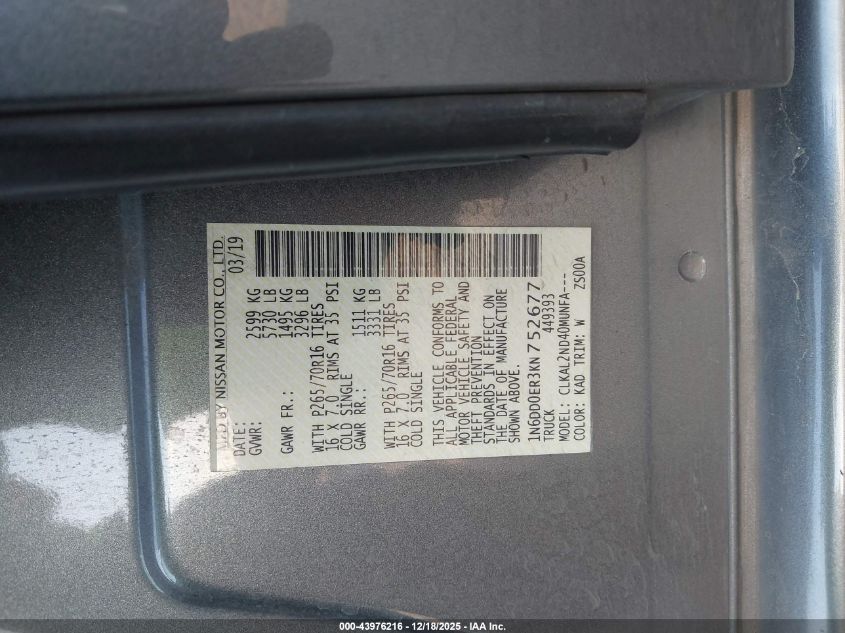 BY NISSAN MOTOR CO., LTD.
DATE: 03/19
GVWR: 2599 KG
5730 LB
GAWR FR.: 1495 KG
3296 LB
WITH P265/70R16 TIRES
16 X 7.0 RIMS AT 35 PSI
COLD SINGLE
GAWR RR.: 1511 KG
3331 LB
WITH P265/70R16 TIRES
16 X 7.0 RIMS AT 35 PSI
COLD SINGLE
THIS VEHICLE CONFORMS TO
ALL APPLICABLE FEDERAL
MOTOR VEHICLE SAFETY AND
THEFT PREVENTION
STANDARDS IN EFFECT ON
THE DATE OF MANUFACTURE
SHOWN ABOVE.
1N6DD0ER3KN752677
TRUCK 449393
MODEL: CLKAL2ND40MUNFA---
COLOR: KAD TRIM: W ZS00A
000-43976216 - 12/18/2025 - IAA Inc.